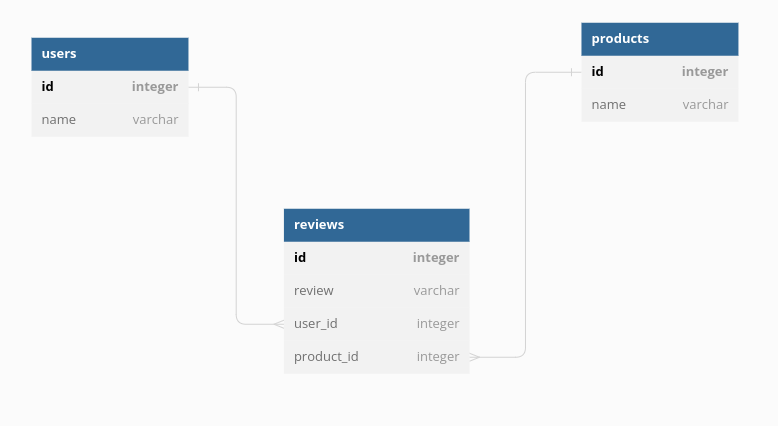 users
id integer
name varchar
products
id integer
name varchar
reviews
id integer
review varchar
user_id integer
product_id integer